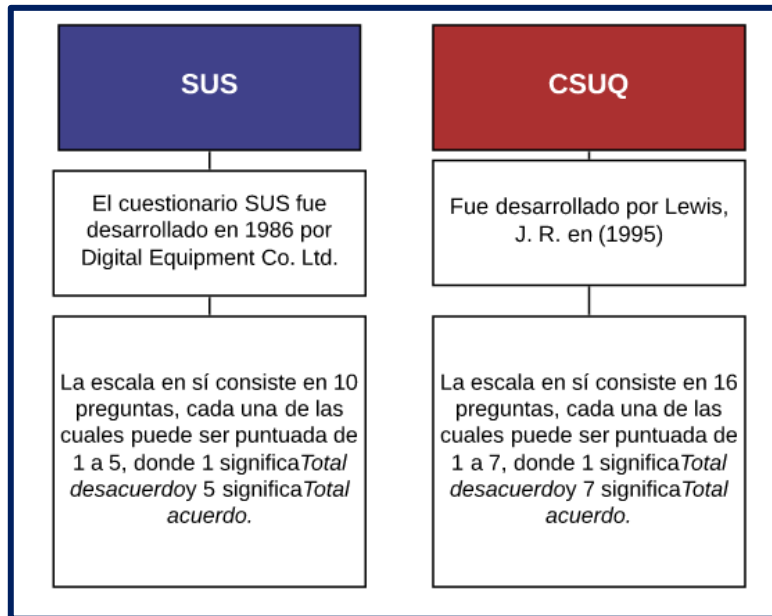 SUS
El cuestionario SUS fue
desarrollado en 1986 por
Digital Equipment Co. Ltd.
La escala en sí consiste en 10
preguntas, cada una de las
cuales puede ser puntuada de
1 a 5, donde 1 significaTotal
desacuerdoy 5 significaTotal
acuerdo.
CSUQ
Fue desarrollado por Lewis,
J. R. en (1995)
La escala en sí consiste en 16
preguntas, cada una de las
cuales puede ser puntuada de
1 a 7, donde 1 significaTotal
desacuerdoy 7 significaTotal
acuerdo.